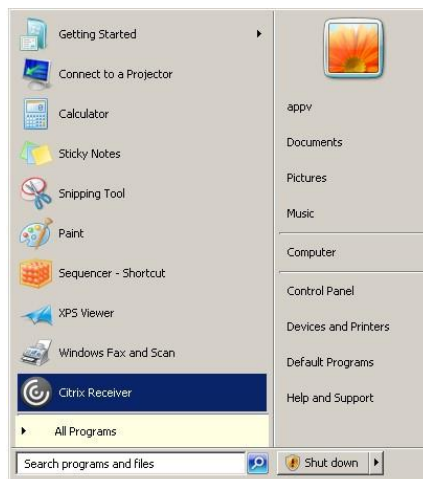 Getting Started
Connect to a Projector
Calculator
Sticky Notes
Snipping Tool
Paint
Sequencer - Shortcut
XPS Viewer
Windows Fax and Scan
Citrix Receiver
All Programs
Search programs and files
appv
Documents
Pictures
Music
Computer
Control Panel
Devices and Printers
Default Programs
Help and Support
Shut down